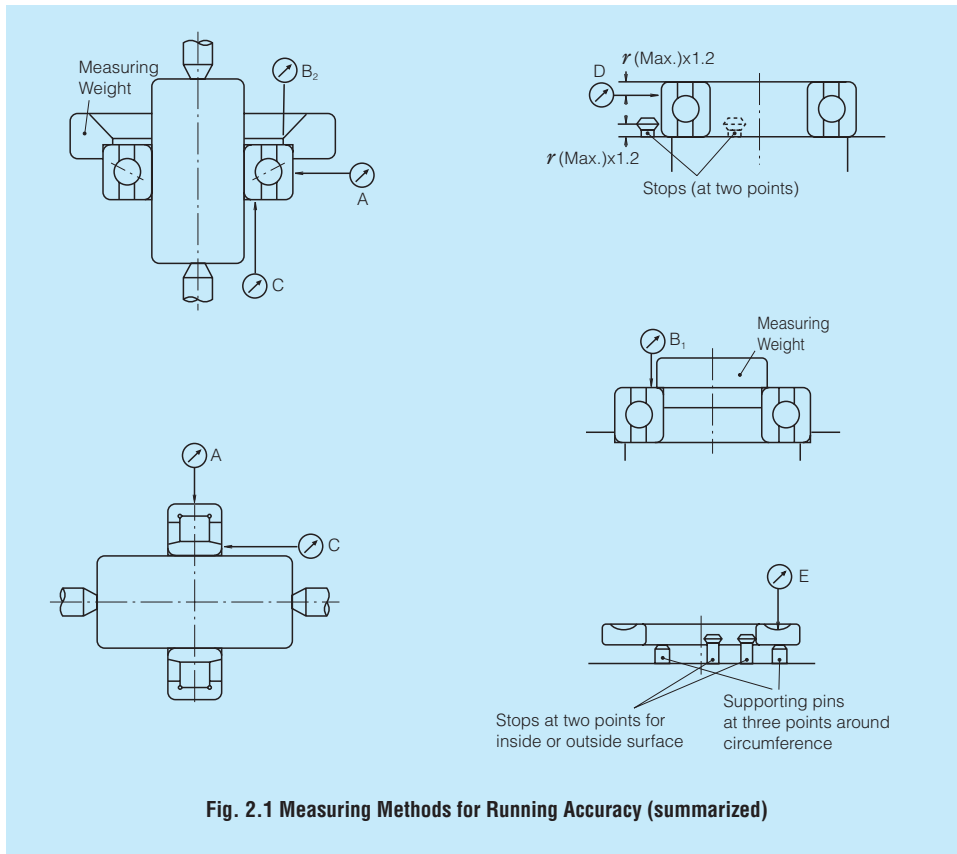 Measuring
Weight
B₂
A
C
D
r (Max.)x1.2
r (Max.)x1.2
Stops (at two points)
B₁
Measuring
Weight
A
C
E
Stops at two points for
inside or outside surface
Supporting pins
at three points around
circumference
Fig. 2.1 Measuring Methods for Running Accuracy (summarized)